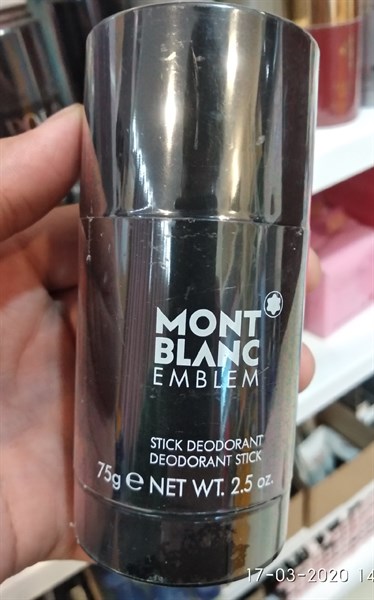 MONT
BLANC
EMBLEM
STICK DEODORANT
DEODORANT STICK
75g ℮ NET WT. 2.5 oz.
17-03-2020 14